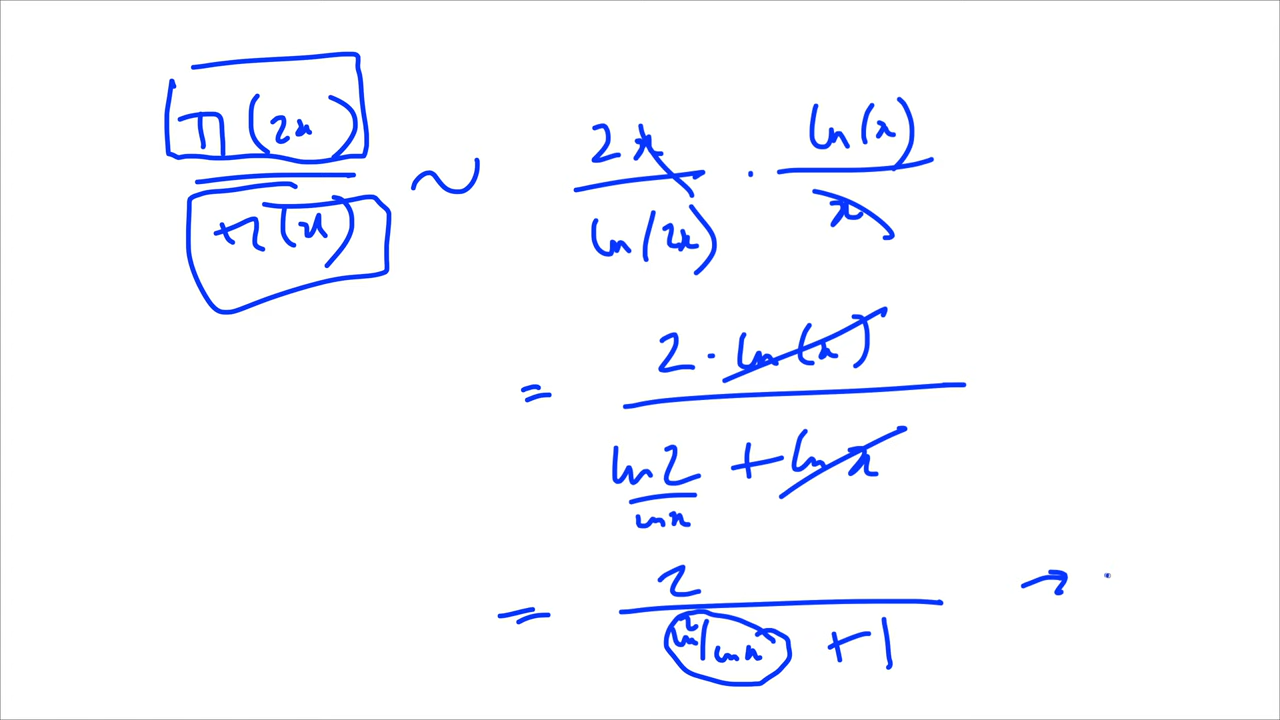 π(2x) / π(x) ~ 2x / ln(2x) · ln(x) / x
= 2 · ln(x) / ln2 + ln x
ln x
= 2 / ln2/ln x + 1 →